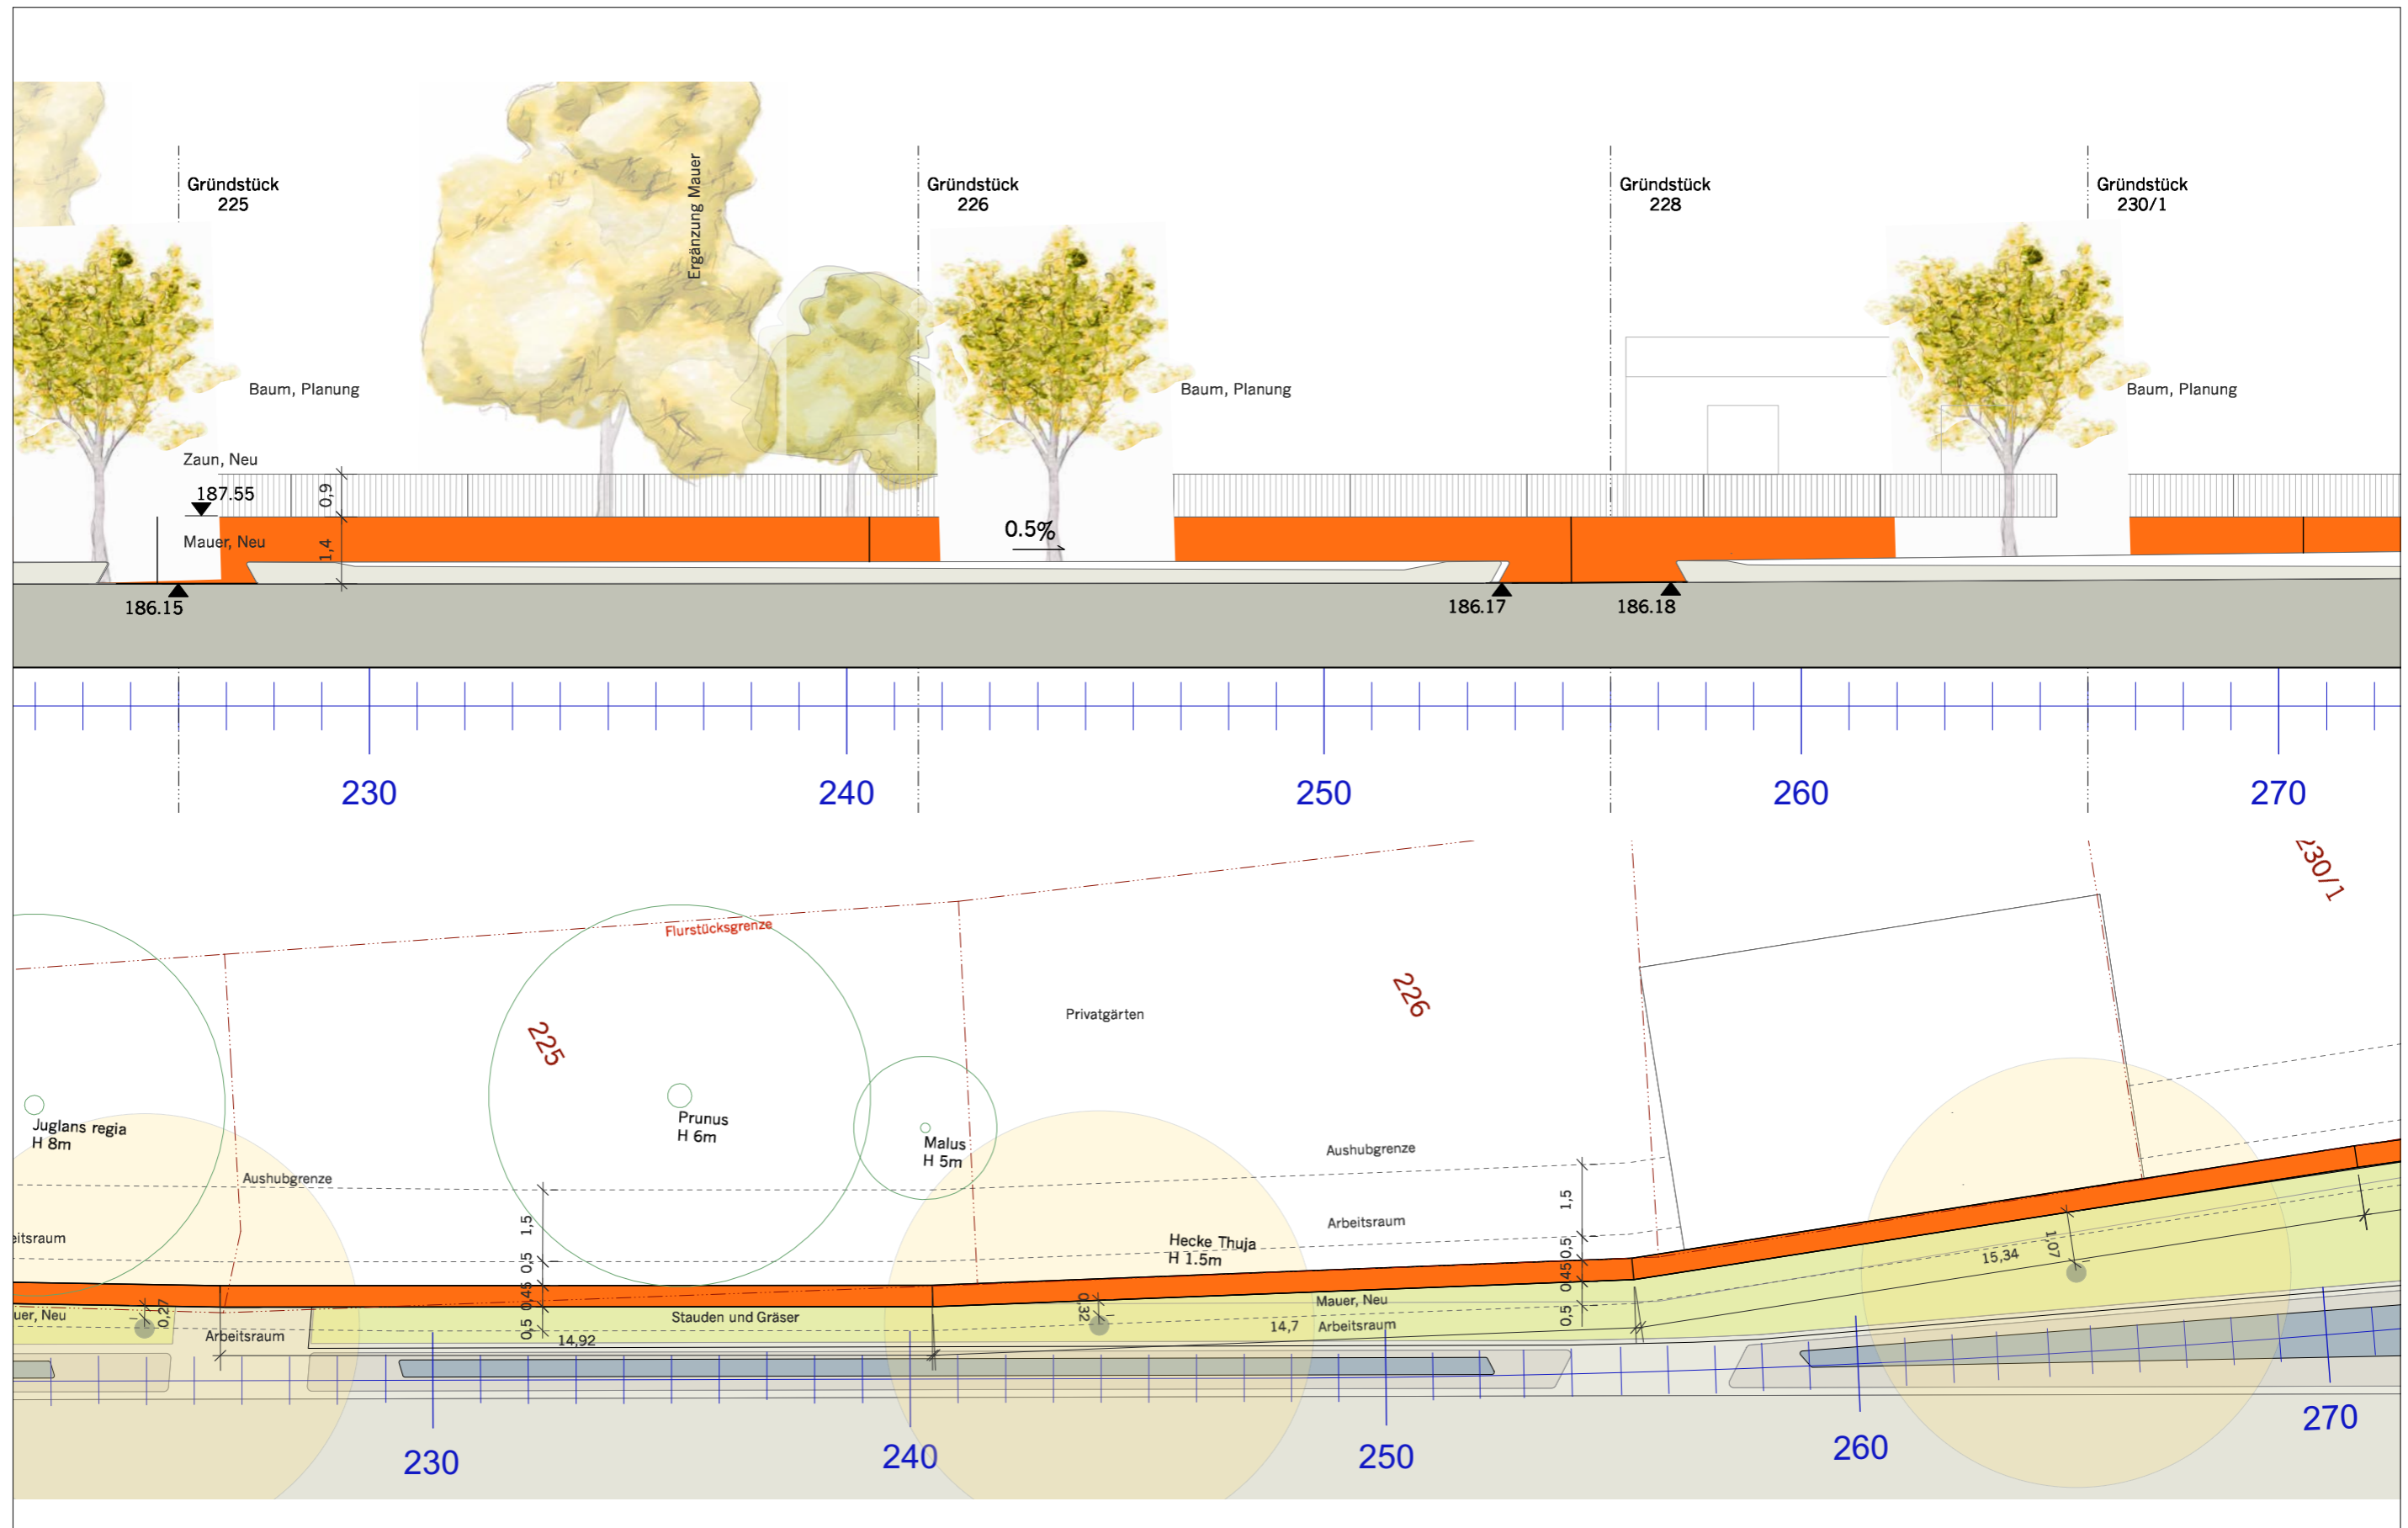 Gründstück
225
Ergänzung Mauer
Gründstück
226
Gründstück
228
Gründstück
230/1
Baum, Planung
Baum, Planung
Baum, Planung
Zaun, Neu
187.55
0,9
Mauer, Neu
1,4
0.5%
186.15
186.17
186.18
230
240
250
260
270
230/1
Flurstücksgrenze
226
Privatgärten
225
Juglans regia
H 8m
Prunus
H 6m
Malus
H 5m
Aushubgrenze
Aushubgrenze
1,5
1,5
Arbeitsraum
eitsraum
Hecke Thuja
H 1.5m
0,5
0,5
0,45
0,45
15,34
1,07
0,27
0,32
uer, Neu
Arbeitsraum
Stauden und Gräser
Mauer, Neu
0,5
0,5
14,92
14,7
Arbeitsraum
230
240
250
260
270